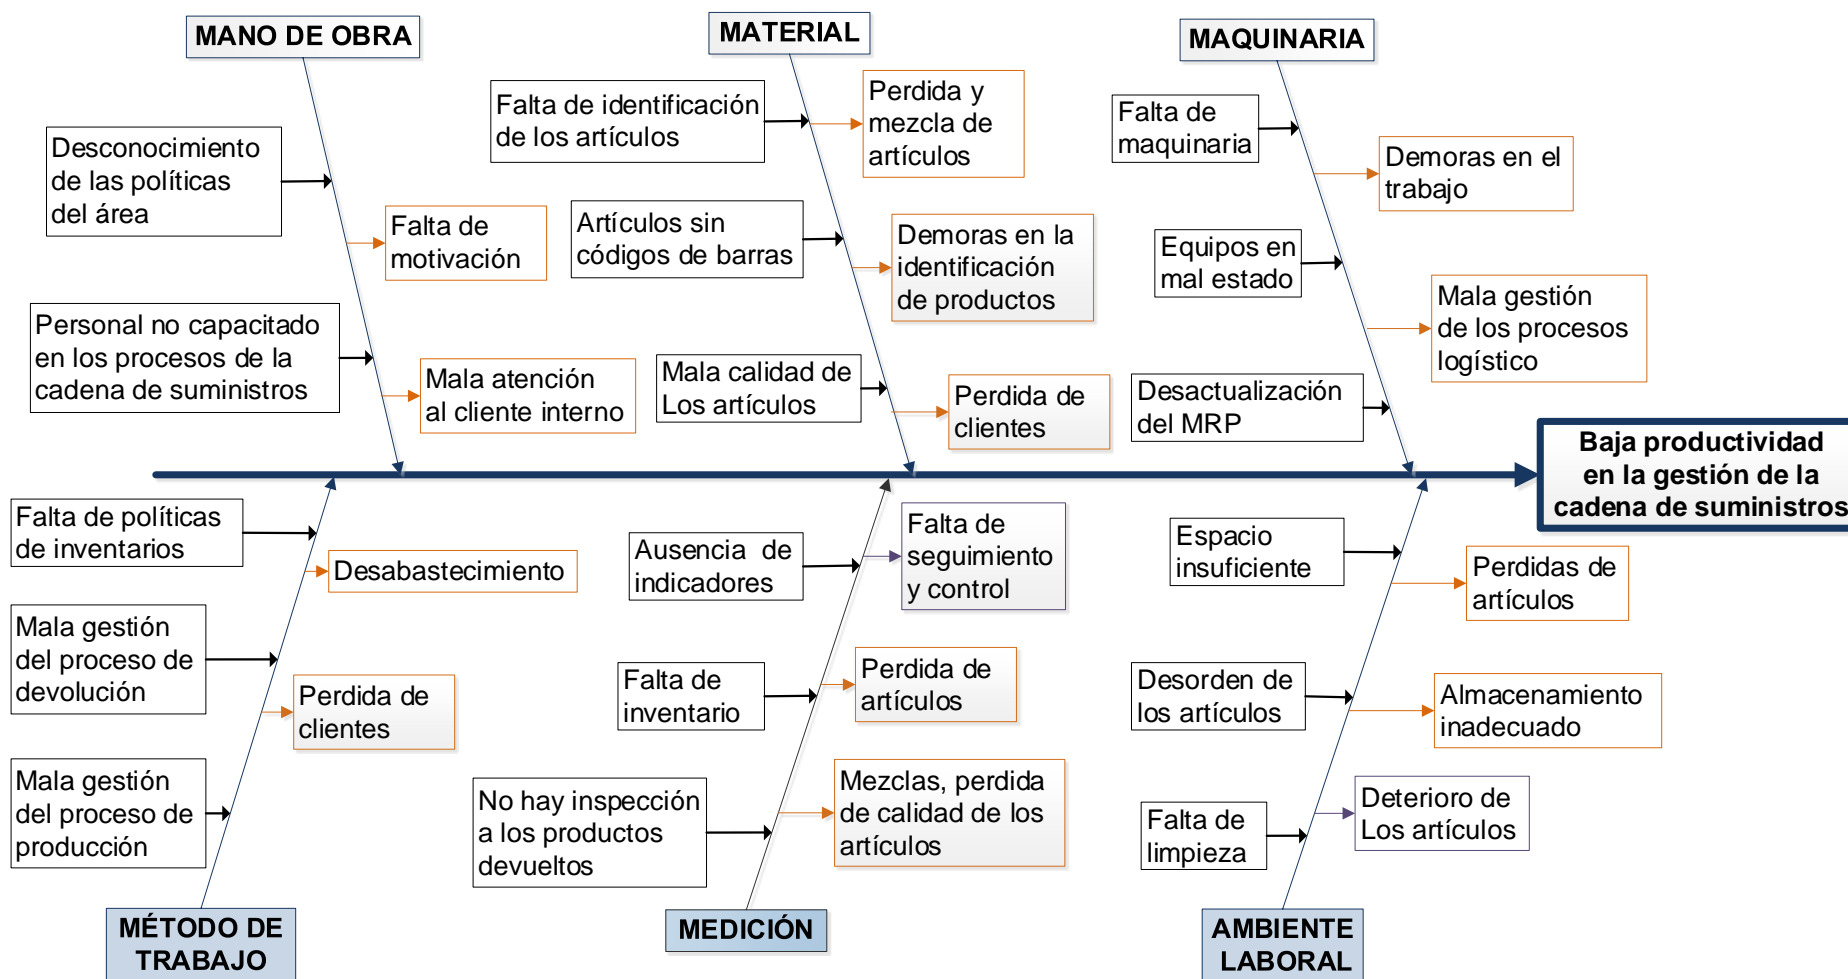 MANO DE OBRA
MATERIAL
MAQUINARIA
Desconocimiento
de las políticas
del área
Falta de
motivación
Personal no capacitado
en los procesos de la
cadena de suministros
Mala atención
al cliente interno
Falta de identificación
de los artículos
Perdida y
mezcla de
artículos
Artículos sin
códigos de barras
Demoras en la
identificación
de productos
Mala calidad de
Los artículos
Perdida de
clientes
Falta de
maquinaria
Demoras en el
trabajo
Equipos en
mal estado
Mala gestión
de los procesos
logístico
Desactualización
del MRP
Baja productividad
en la gestión de la
cadena de suministros
Falta de políticas
de inventarios
Desabastecimiento
Mala gestión
del proceso de
devolución
Perdida de
clientes
Mala gestión
del proceso de
producción
Ausencia de
indicadores
Falta de
seguimiento
y control
Falta de
inventario
Perdida de
artículos
No hay inspección
a los productos
devueltos
Mezclas, perdida
de calidad de los
artículos
Espacio
insuficiente
Perdidas de
artículos
Desorden de
los artículos
Almacenamiento
inadecuado
Falta de
limpieza
Deterioro de
Los artículos
MÉTODO DE
TRABAJO
MEDICIÓN
AMBIENTE
LABORAL